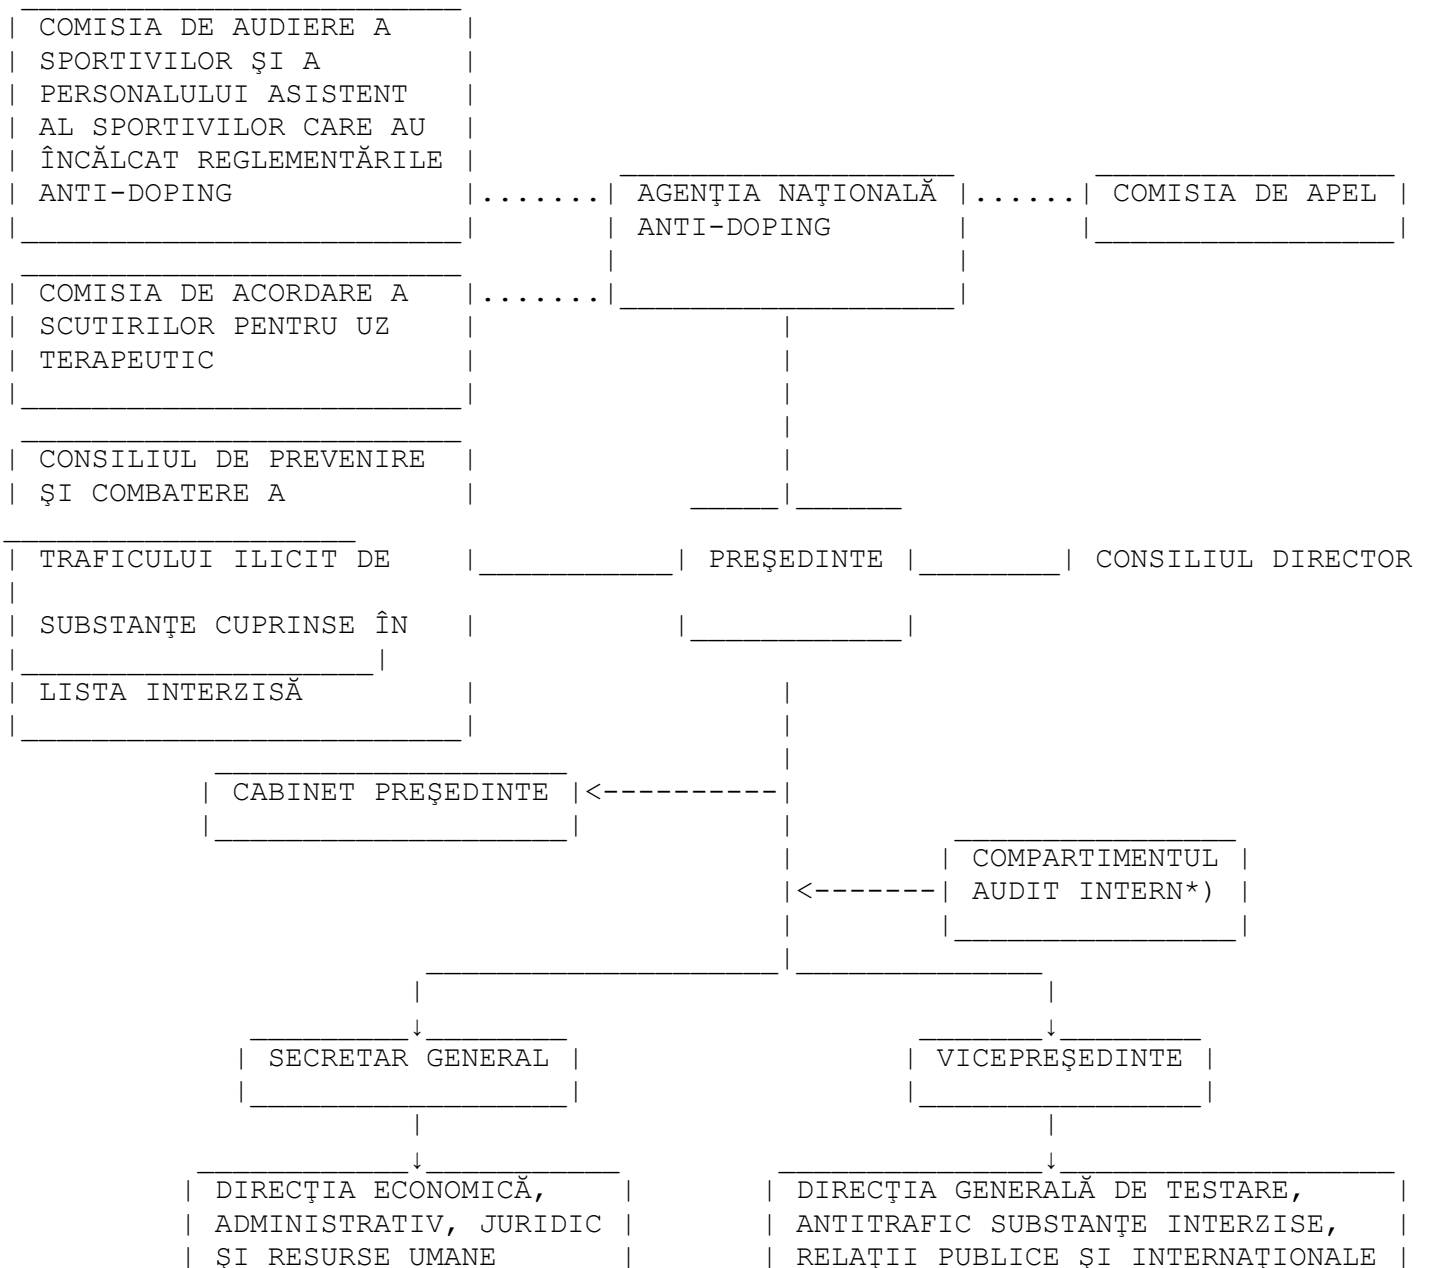 COMISIA DE AUDIERE A
SPORTIVILOR ŞI A
PERSONALULUI ASISTENT
AL SPORTIVILOR CARE AU
ÎNCĂLCAT REGLEMENTĂRILE
ANTI-DOPING |.......| AGENŢIA NAŢIONALĂ |......| COMISIA DE APEL
ANTI-DOPING
COMISIA DE ACORDARE A |.......|
SCUTIRILOR PENTRU UZ
TERAPEUTIC
CONSILIUL DE PREVENIRE
ŞI COMBATERE A
TRAFICULUI ILICIT DE PREŞEDINTE CONSILIUL DIRECTOR
SUBSTANŢE CUPRINSE ÎN
LISTA INTERZISĂ
CABINET PREŞEDINTE |<----------|
COMPARTIMENTUL
|<-------| AUDIT INTERN*)
SECRETAR GENERAL VICEPREŞEDINTE
DIRECŢIA ECONOMICĂ, DIRECŢIA GENERALĂ DE TESTARE,
ADMINISTRATIV, JURIDIC ANTITRAFIC SUBSTANŢE INTERZISE,
ŞI RESURSE UMANE RELAŢII PUBLICE ŞI INTERNAŢIONALE